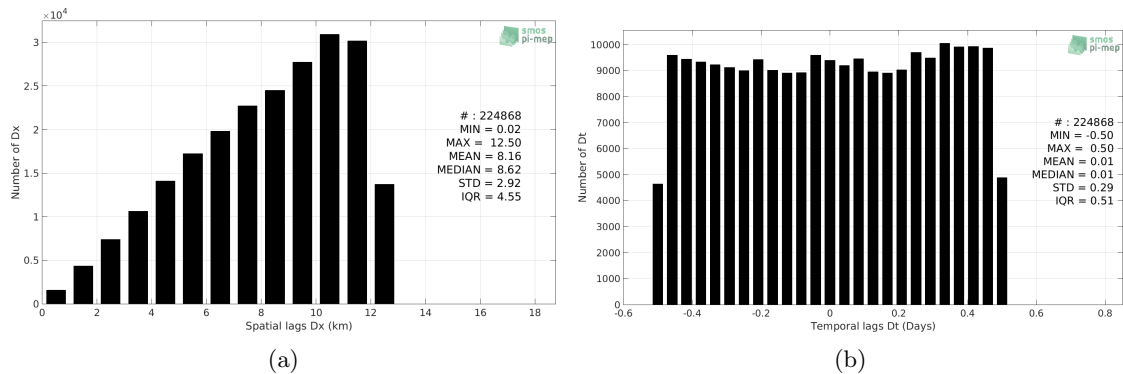 ×10⁴
3
2.5
2
1.5
1
0.5
0
Number of Dx
smos
pi-mep
# : 224868
MIN = 0.02
MAX = 12.50
MEAN = 8.16
MEDIAN = 8.62
STD = 2.92
IQR = 4.55
0 2 4 6 8 10 12 14 16 18
Spatial lags Dx (km)
(a)
10000
9000
8000
7000
6000
5000
4000
3000
2000
1000
0
Number of Dt
smos
pi-mep
# : 224868
MIN = -0.50
MAX = 0.50
MEAN = 0.01
MEDIAN = 0.01
STD = 0.29
IQR = 0.51
-0.6 -0.4 -0.2 0 0.2 0.4 0.6 0.8
Temporal lags Dt (Days)
(b)